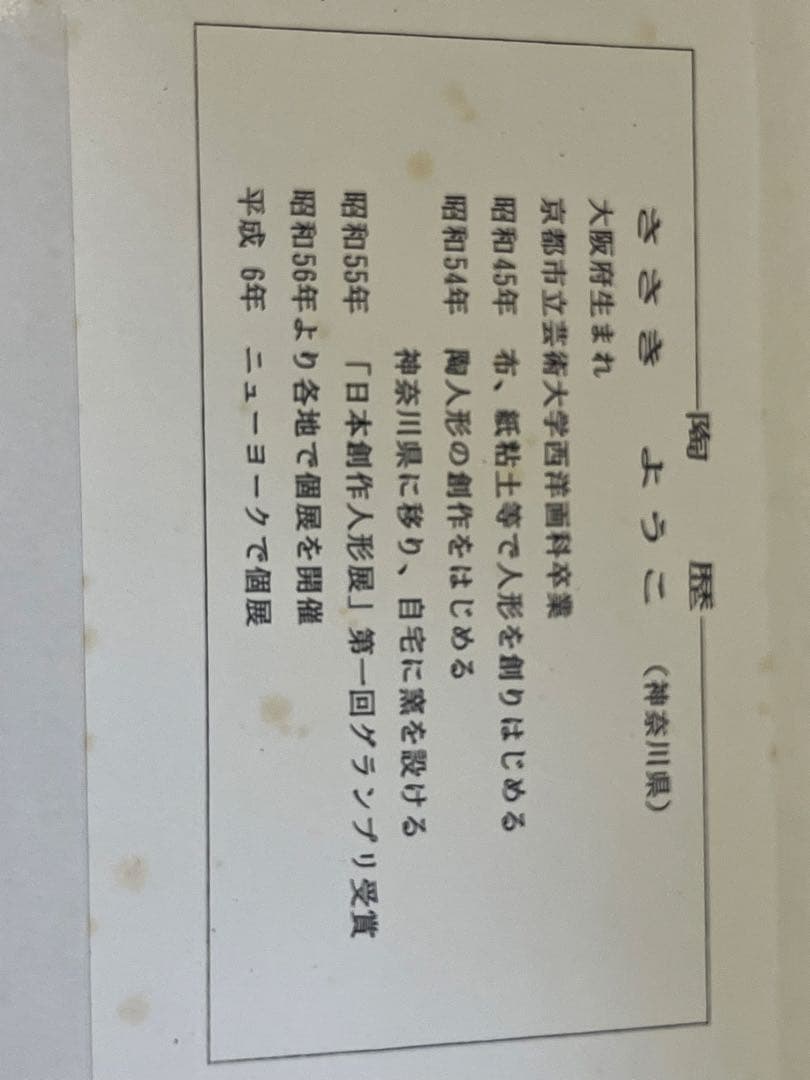 陶歴
ささき ようこ (神奈川県)
大阪府生まれ
京都市立芸術大学西洋画科卒業
昭和45年 布、紙粘土等で人形を創りはじめる
昭和54年 陶人形の創作をはじめる
神奈川県に移り、自宅に窯を設ける
昭和55年 「日本創作人形展」第一回グランプリ受賞
昭和56年より各地で個展を開催
平成 6年 ニューヨークで個展